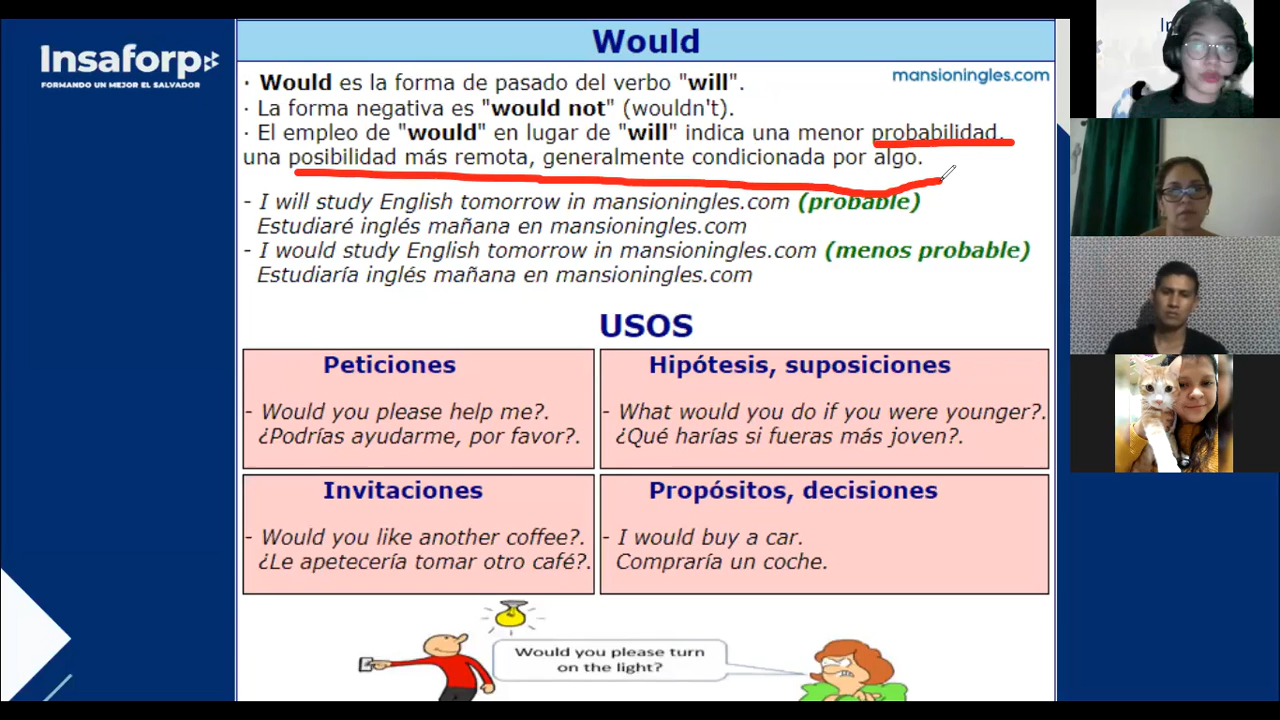 Insaforp
FORMANDO UN MEJOR EL SALVADOR
Would
mansioningles.com
· Would es la forma de pasado del verbo "will".
· La forma negativa es "would not" (wouldn't).
· El empleo de "would" en lugar de "will" indica una menor probabilidad,
una posibilidad más remota, generalmente condicionada por algo.
- I will study English tomorrow in mansioningles.com (probable)
Estudiaré inglés mañana en mansioningles.com
- I would study English tomorrow in mansioningles.com (menos probable)
Estudiaría inglés mañana en mansioningles.com
USOS
Peticiones
- Would you please help me?.
¿Podrías ayudarme, por favor?.
Hipótesis, suposiciones
- What would you do if you were younger?.
¿Qué harías si fueras más joven?.
Invitaciones
- Would you like another coffee?.
¿Le apetecería tomar otro café?.
Propósitos, decisiones
- I would buy a car.
Compraría un coche.
Would you please turn
on the light?